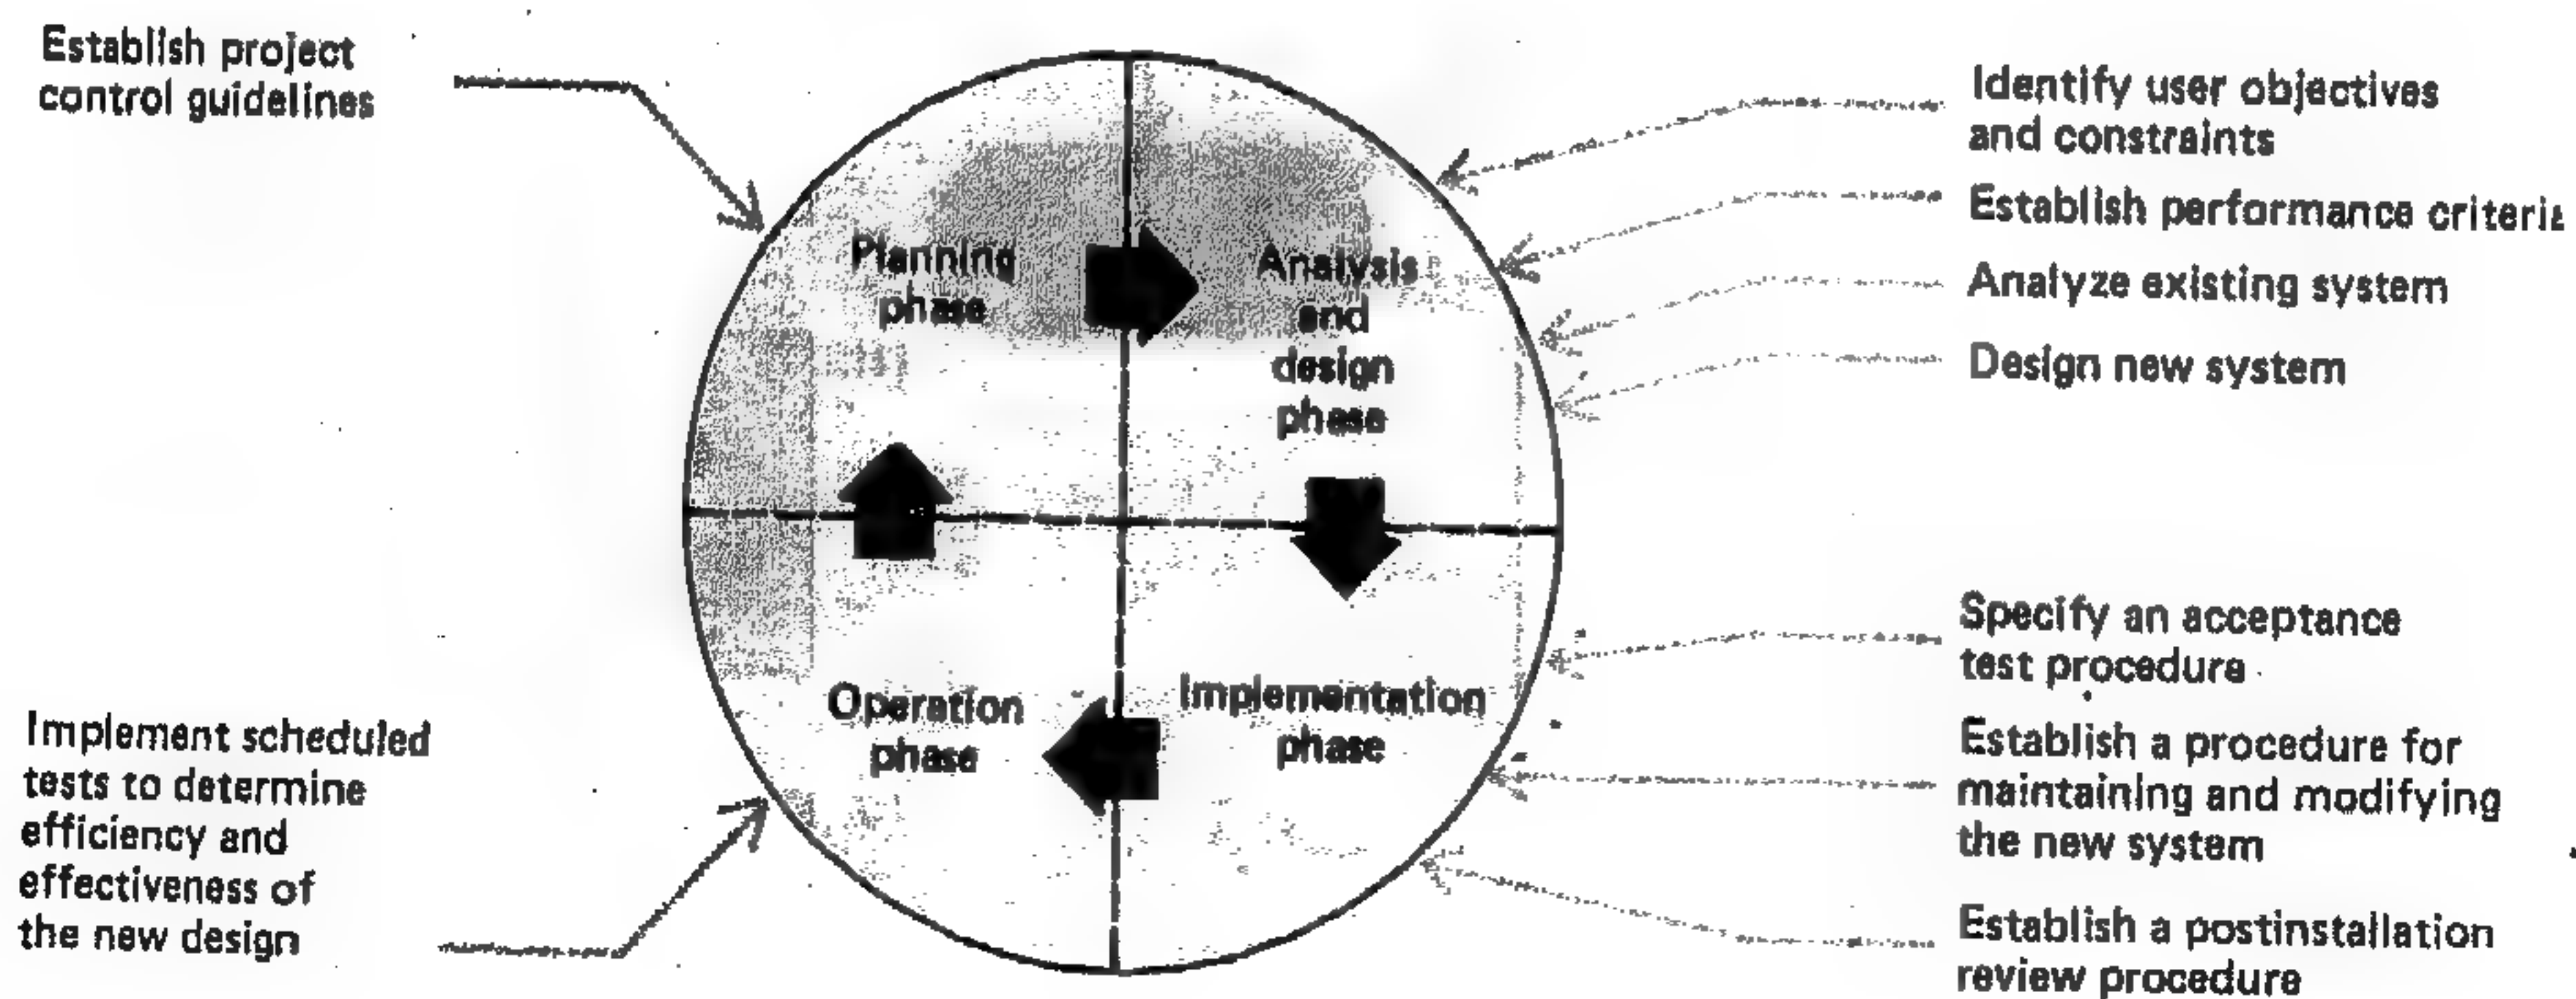 Establish project
control guidelines
Planning
phase
Analysis
and
design
phase
Identify user objectives
and constraints
Establish performance criteria
Analyze existing system
Design new system
Operation
phase
Implementation
phase
Implement scheduled
tests to determine
efficiency and
effectiveness of
the new design
Specify an acceptance
test procedure
Establish a procedure for
maintaining and modifying
the new system
Establish a postinstallation
review procedure